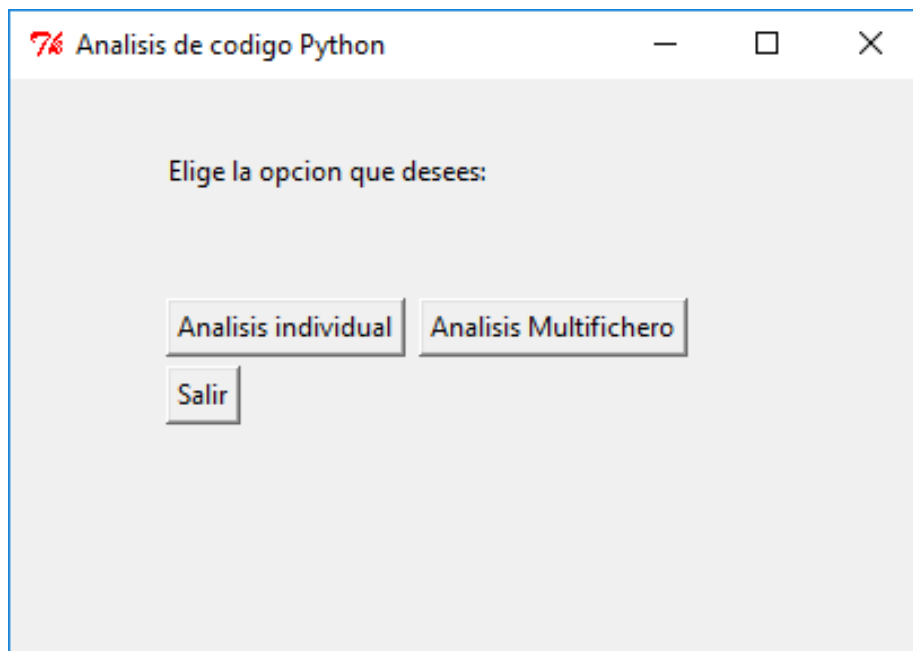 Analisis de codigo Python
Elige la opcion que desees:
Analisis individual Analisis Multifichero
Salir